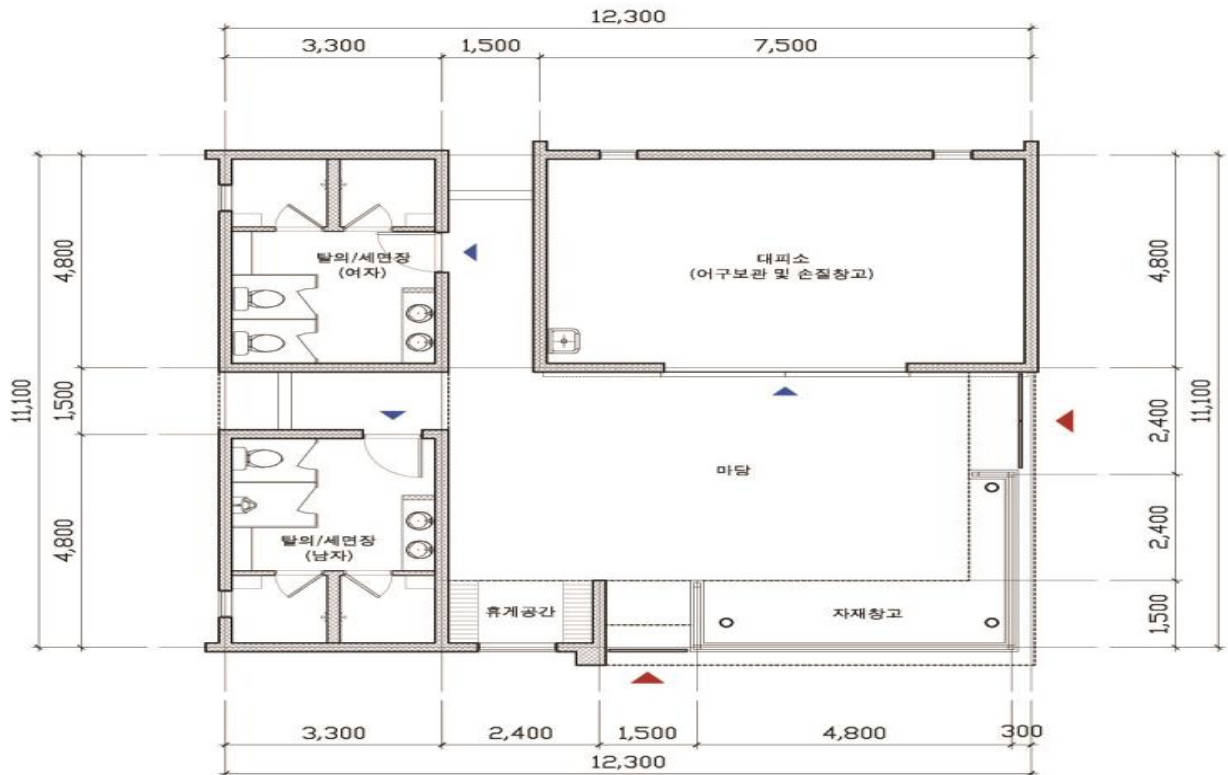 12,300
3,300
1,500
7,500
11,100
4,800
1,500
4,800
탈의/세면장
(여자)
대피소
(어구보관 및 손질창고)
4,800
2,400
2,400
1,500
11,100
마당
탈의/세면장
(남자)
휴게공간
자재창고
3,300
2,400
1,500
4,800
300
12,300